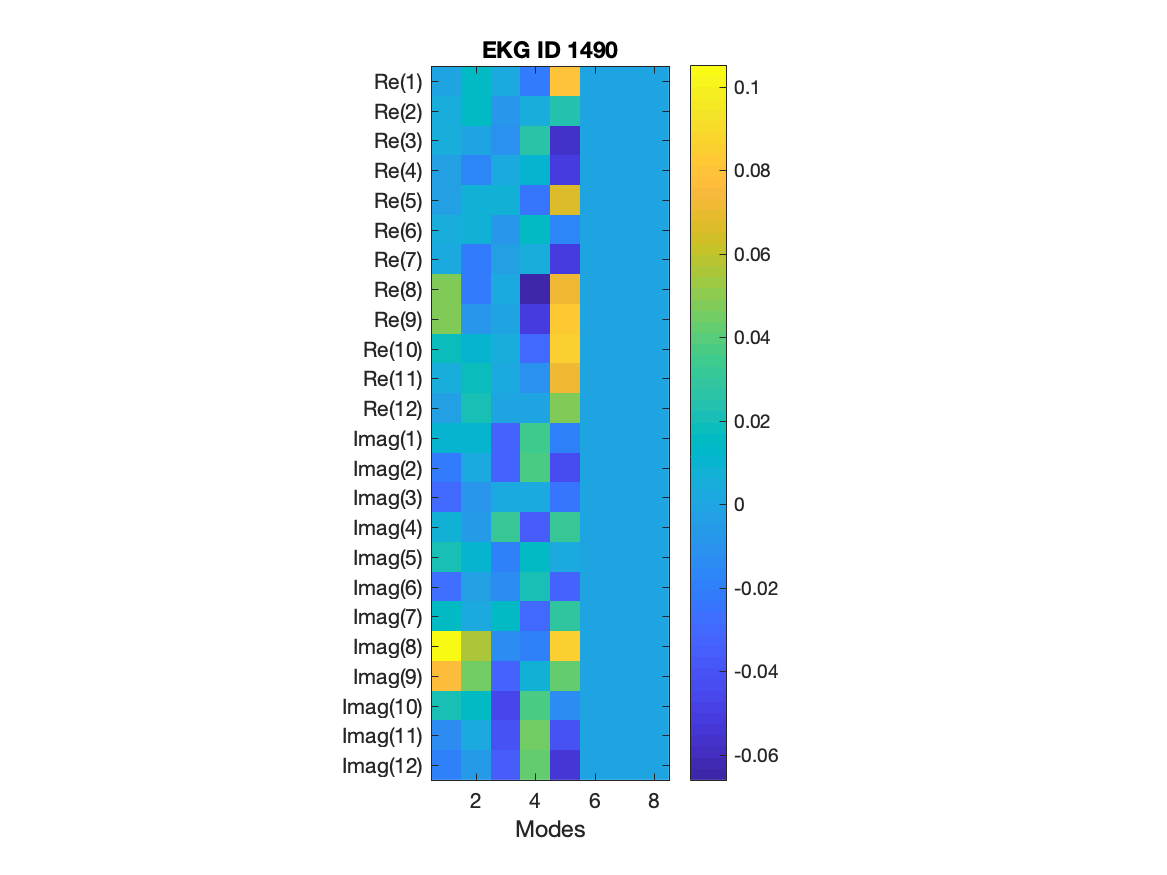 EKG ID 1490
Re(1)
Re(2)
Re(3)
Re(4)
Re(5)
Re(6)
Re(7)
Re(8)
Re(9)
Re(10)
Re(11)
Re(12)
Imag(1)
Imag(2)
Imag(3)
Imag(4)
Imag(5)
Imag(6)
Imag(7)
Imag(8)
Imag(9)
Imag(10)
Imag(11)
Imag(12)
2 4 6 8
Modes
0.1
0.08
0.06
0.04
0.02
0
-0.02
-0.04
-0.06